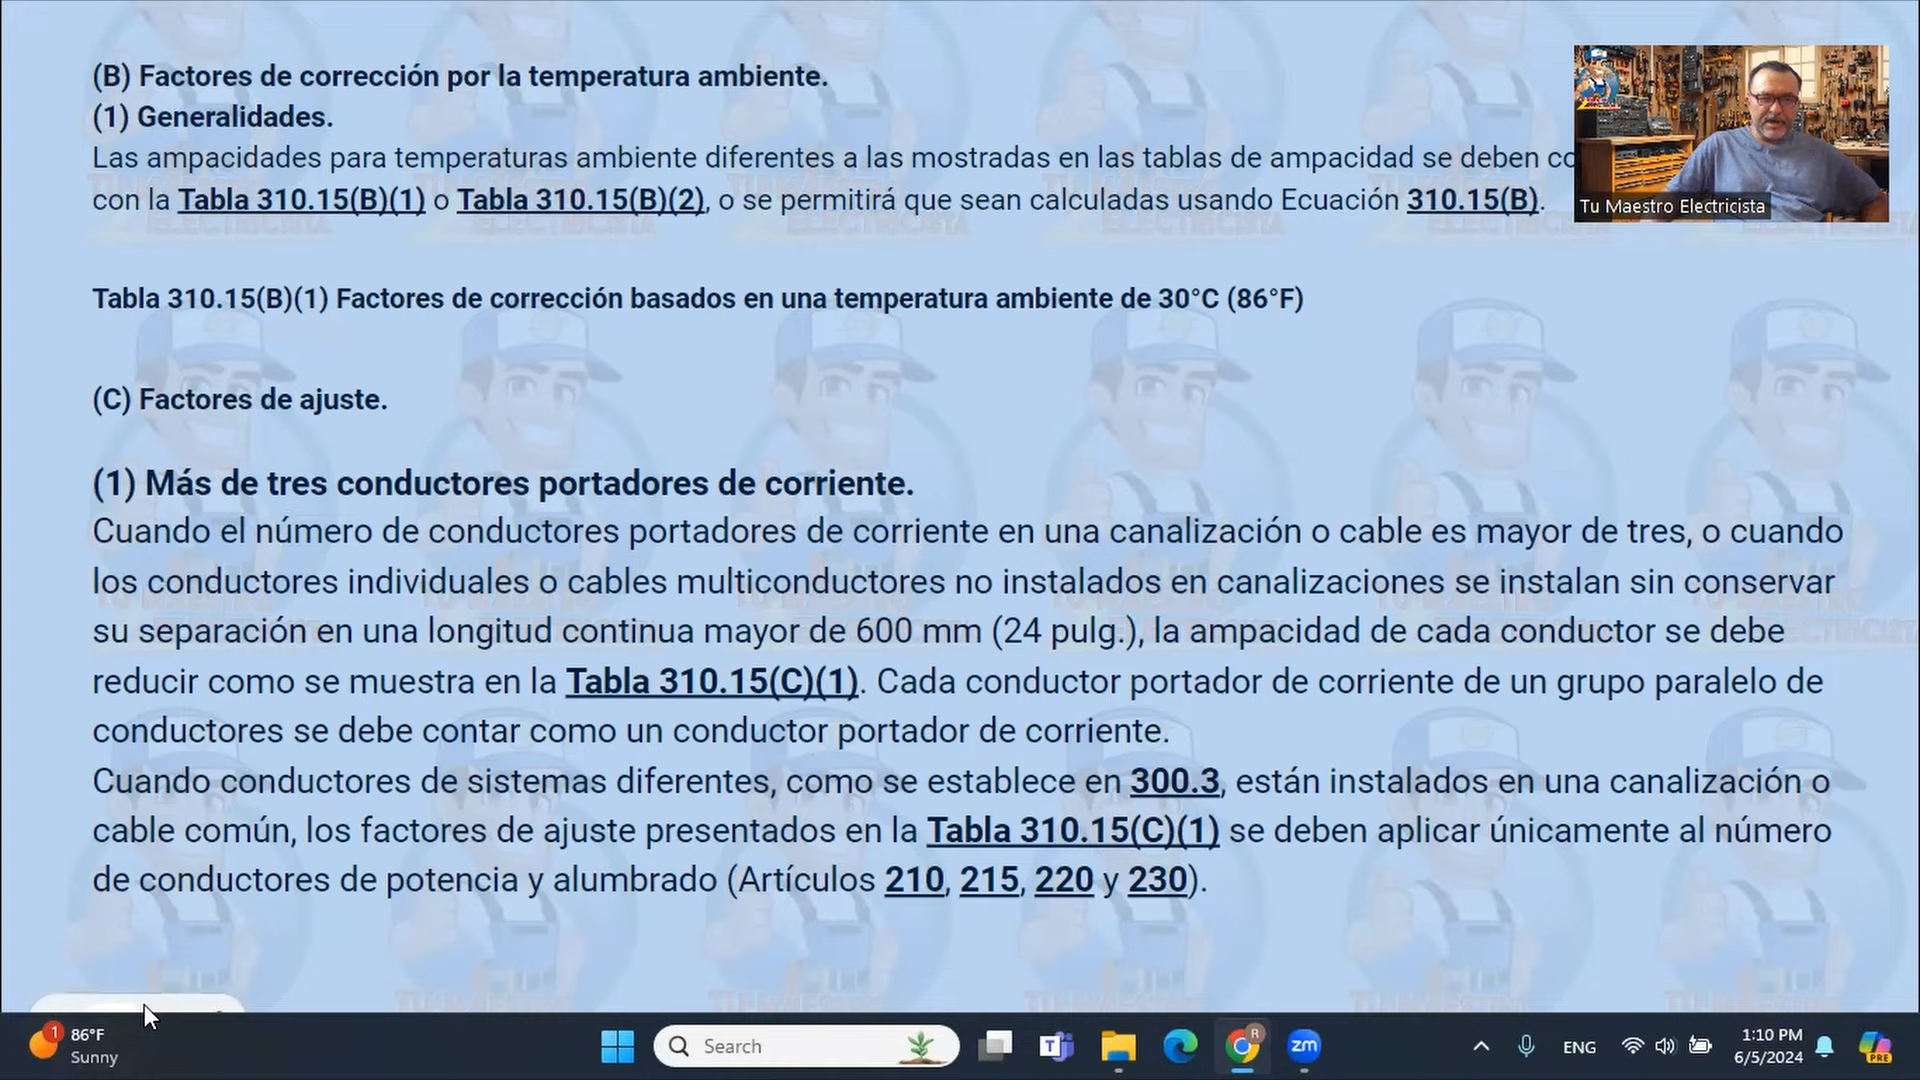 (B) Factores de corrección por la temperatura ambiente.
(1) Generalidades.
Las ampacidades para temperaturas ambiente diferentes a las mostradas en las tablas de ampacidad se deben
con la Tabla 310.15(B)(1) o Tabla 310.15(B)(2), o se permitirá que sean calculadas usando Ecuación 310.15(B).
Tu Maestro Electricista
Tabla 310.15(B)(1) Factores de corrección basados en una temperatura ambiente de 30°C (86°F)
(C) Factores de ajuste.
(1) Más de tres conductores portadores de corriente.
Cuando el número de conductores portadores de corriente en una canalización o cable es mayor de tres, o cuando
los conductores individuales o cables multiconductores no instalados en canalizaciones se instalan sin conservar
su separación en una longitud continua mayor de 600 mm (24 pulg.), la ampacidad de cada conductor se debe
reducir como se muestra en la Tabla 310.15(C)(1). Cada conductor portador de corriente de un grupo paralelo de
conductores se debe contar como un conductor portador de corriente.
Cuando conductores de sistemas diferentes, como se establece en 300.3, están instalados en una canalización o
cable común, los factores de ajuste presentados en la Tabla 310.15(C)(1) se deben aplicar únicamente al número
de conductores de potencia y alumbrado (Artículos 210, 215, 220 y 230).
1
86°F
Sunny
Search
T
R
zm
ENG
1:10 PM
6/5/2024
PRE